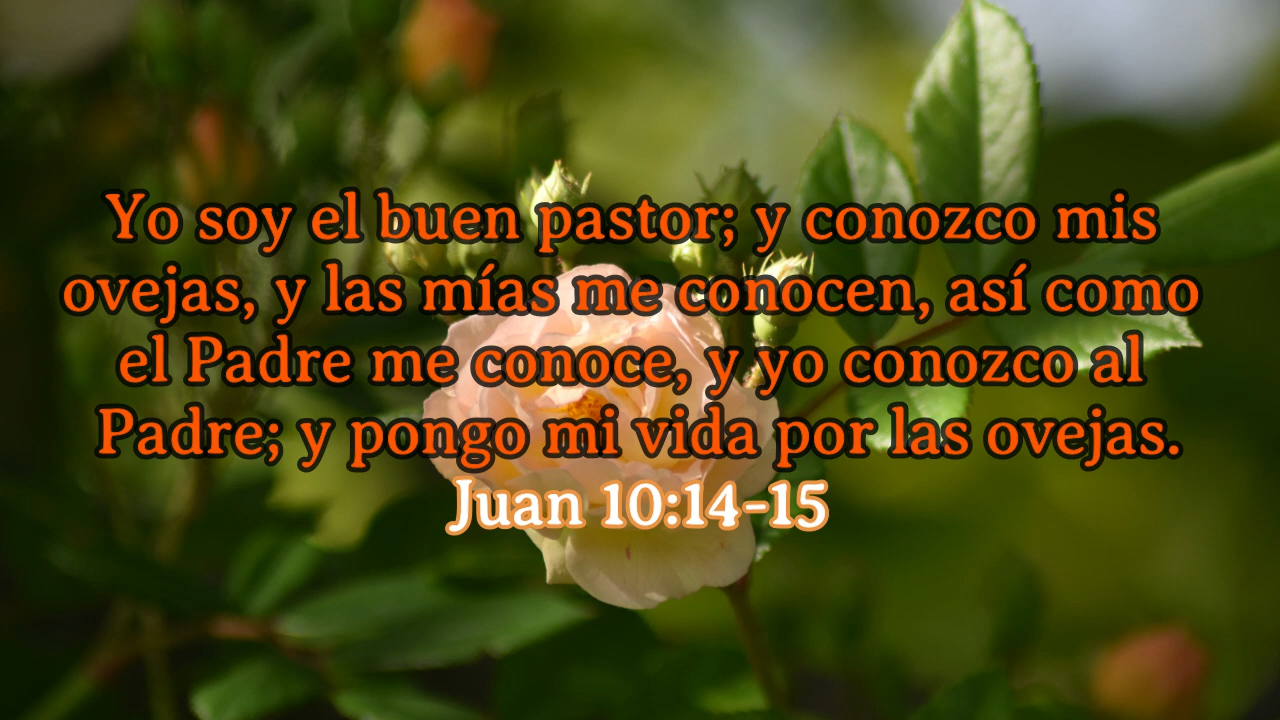 Yo soy el buen pastor; y conozco mis
ovejas, y las mías me conocen, así como
el Padre me conoce, y yo conozco al
Padre; y pongo mi vida por las ovejas.
Juan 10:14-15